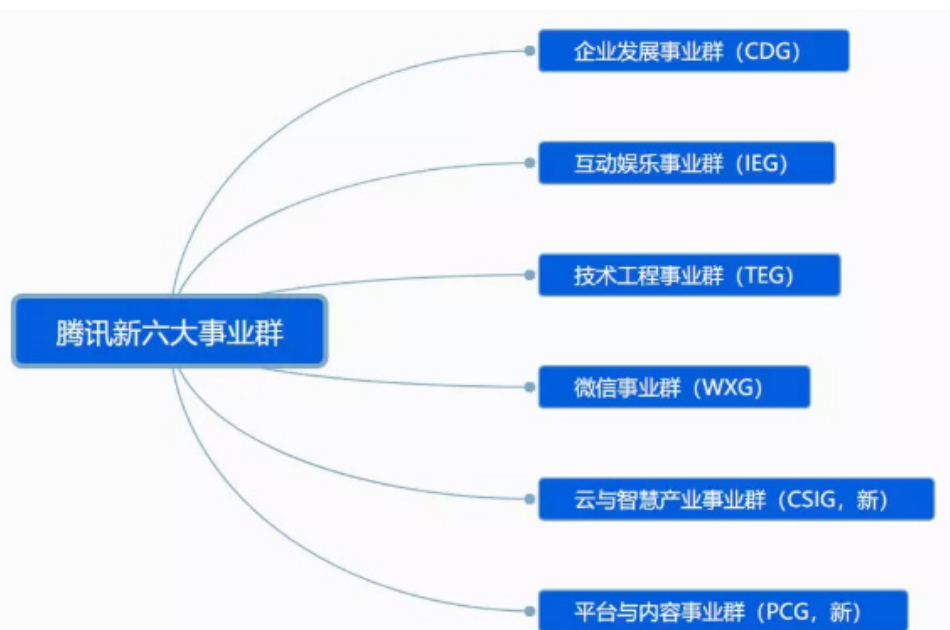 企业发展事业群（CDG）
互动娱乐事业群（IEG）
技术工程事业群（TEG）
腾讯新六大事业群
微信事业群（WXG）
云与智慧产业事业群（CSIG，新）
平台与内容事业群（PCG，新）